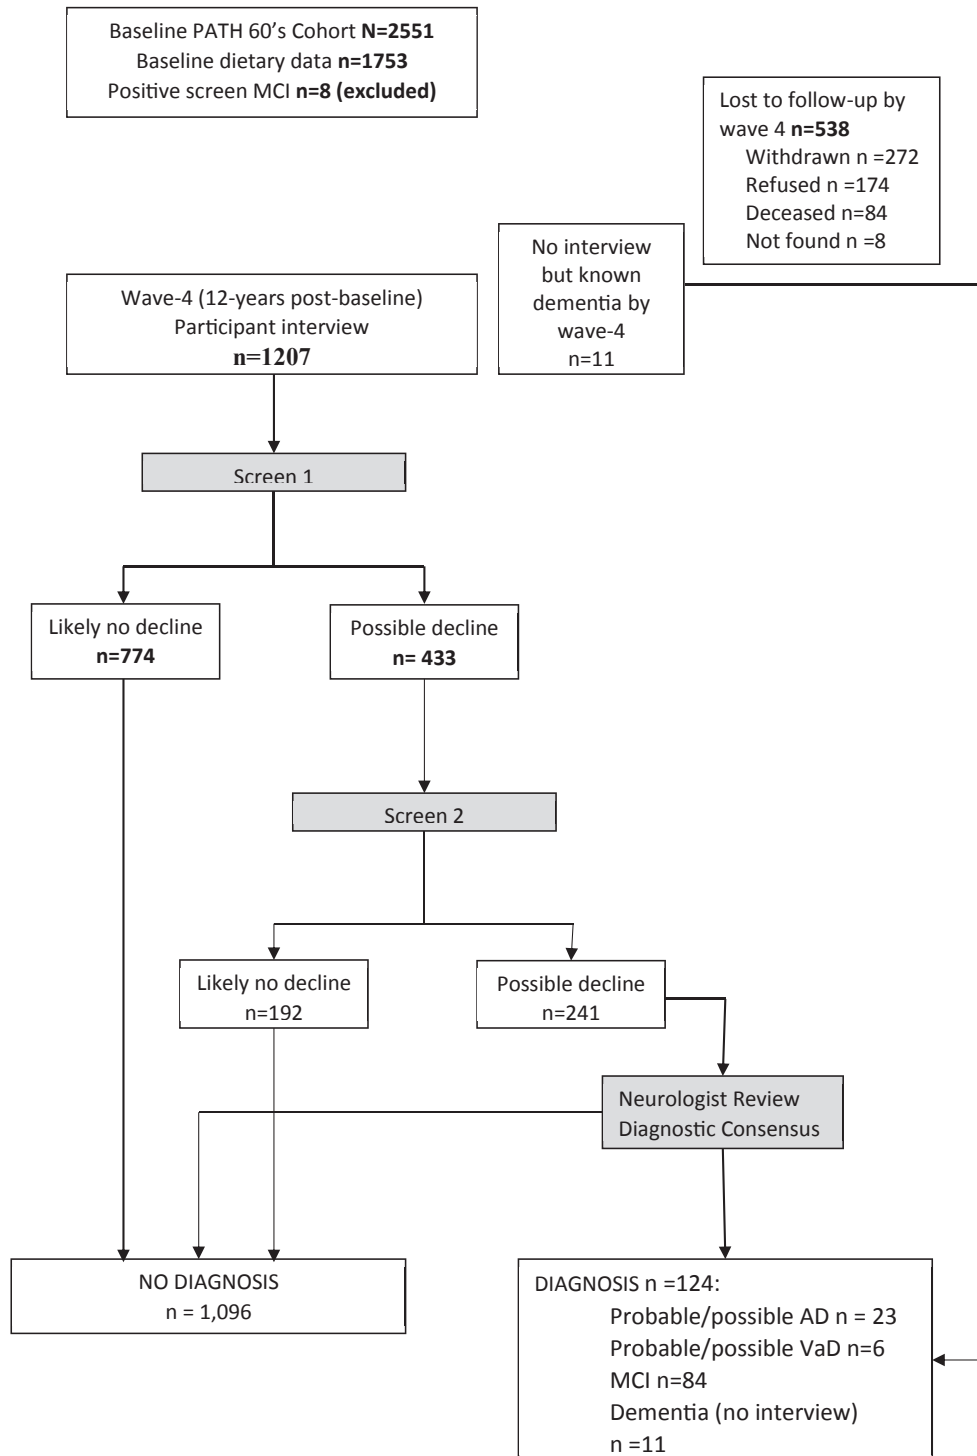 Baseline PATH 60's Cohort N=2551
Baseline dietary data n=1753
Positive screen MCI n=8 (excluded)
Lost to follow-up by
wave 4 n=538
Withdrawn n =272
Refused n =174
Deceased n=84
Not found n =8
No interview
but known
dementia by
wave-4
n=11
Wave-4 (12-years post-baseline)
Participant interview
n=1207
Screen 1
Likely no decline
n=774
Possible decline
n= 433
Screen 2
Likely no decline
n=192
Possible decline
n=241
Neurologist Review
Diagnostic Consensus
NO DIAGNOSIS
n = 1,096
DIAGNOSIS n =124:
Probable/possible AD n = 23
Probable/possible VaD n=6
MCI n=84
Dementia (no interview)
n =11